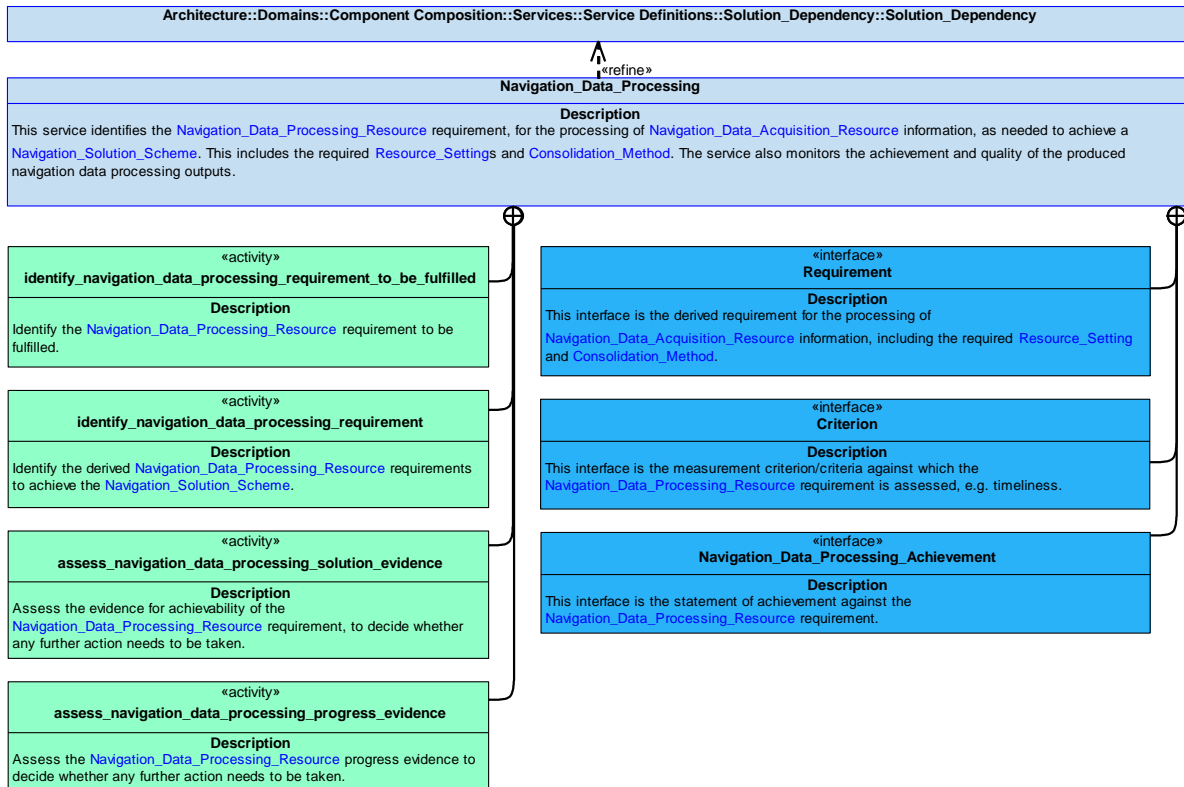 Architecture::Domains::Component Composition::Services::Service Definitions::Solution_Dependency::Solution_Dependency
«refine»
Navigation_Data_Processing
Description
This service identifies the Navigation_Data_Processing_Resource requirement, for the processing of Navigation_Data_Acquisition_Resource information, as needed to achieve a
Navigation_Solution_Scheme. This includes the required Resource_Settings and Consolidation_Method. The service also monitors the achievement and quality of the produced
navigation data processing outputs.
«activity»
identify_navigation_data_processing_requirement_to_be_fulfilled
Description
Identify the Navigation_Data_Processing_Resource requirement to be
fulfilled.
«activity»
identify_navigation_data_processing_requirement
Description
Identify the derived Navigation_Data_Processing_Resource requirements
to achieve the Navigation_Solution_Scheme.
«activity»
assess_navigation_data_processing_solution_evidence
Description
Assess the evidence for achievability of the
Navigation_Data_Processing_Resource requirement, to decide whether
any further action needs to be taken.
«activity»
assess_navigation_data_processing_progress_evidence
Description
Assess the Navigation_Data_Processing_Resource progress evidence to
decide whether any further action needs to be taken.
«interface»
Requirement
Description
This interface is the derived requirement for the processing of
Navigation_Data_Acquisition_Resource information, including the required Resource_Setting
and Consolidation_Method.
«interface»
Criterion
Description
This interface is the measurement criterion/criteria against which the
Navigation_Data_Processing_Resource requirement is assessed, e.g. timeliness.
«interface»
Navigation_Data_Processing_Achievement
Description
This interface is the statement of achievement against the
Navigation_Data_Processing_Resource requirement.